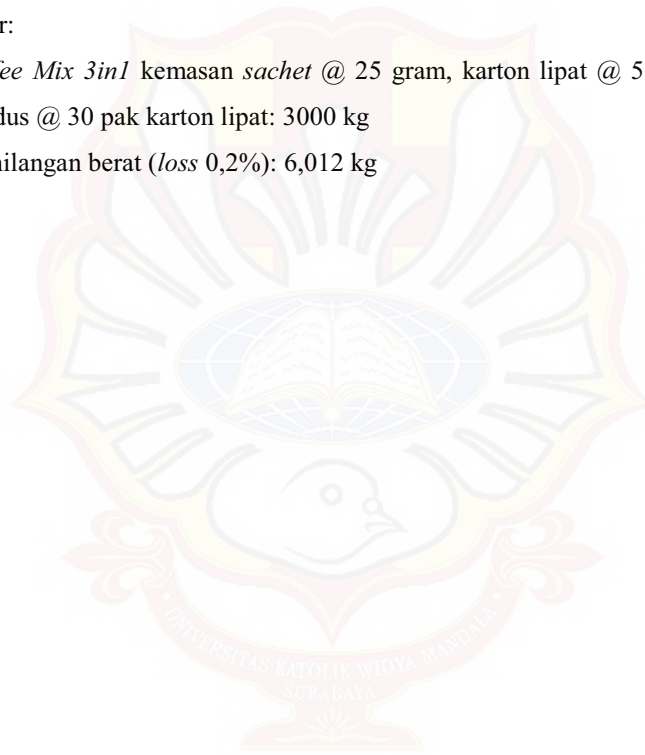 r:
fee Mix 3in1 kemasan sachet @ 25 gram, karton lipat @ 5
dus @ 30 pak karton lipat: 3000 kg
hilangan berat (loss 0,2%): 6,012 kg
UNIVERSITAS KATOLIK WIDYA MANDALA
SURABAYA